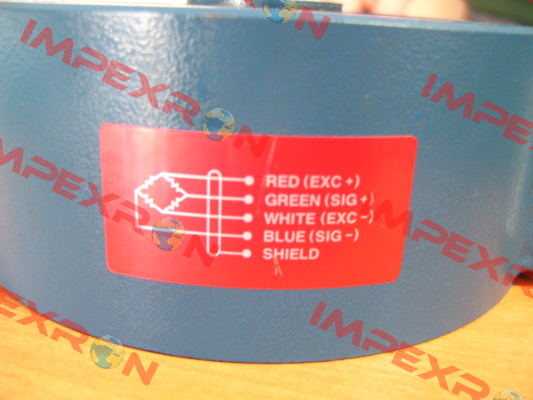 IMPEXRON
IMPEXRON
IMPEXRON
RED (EXC +)
GREEN (SIG +)
WHITE (EXC -)
BLUE (SIG -)
SHIELD
IMPEXRON
IMPEXRON
IMPEXRON